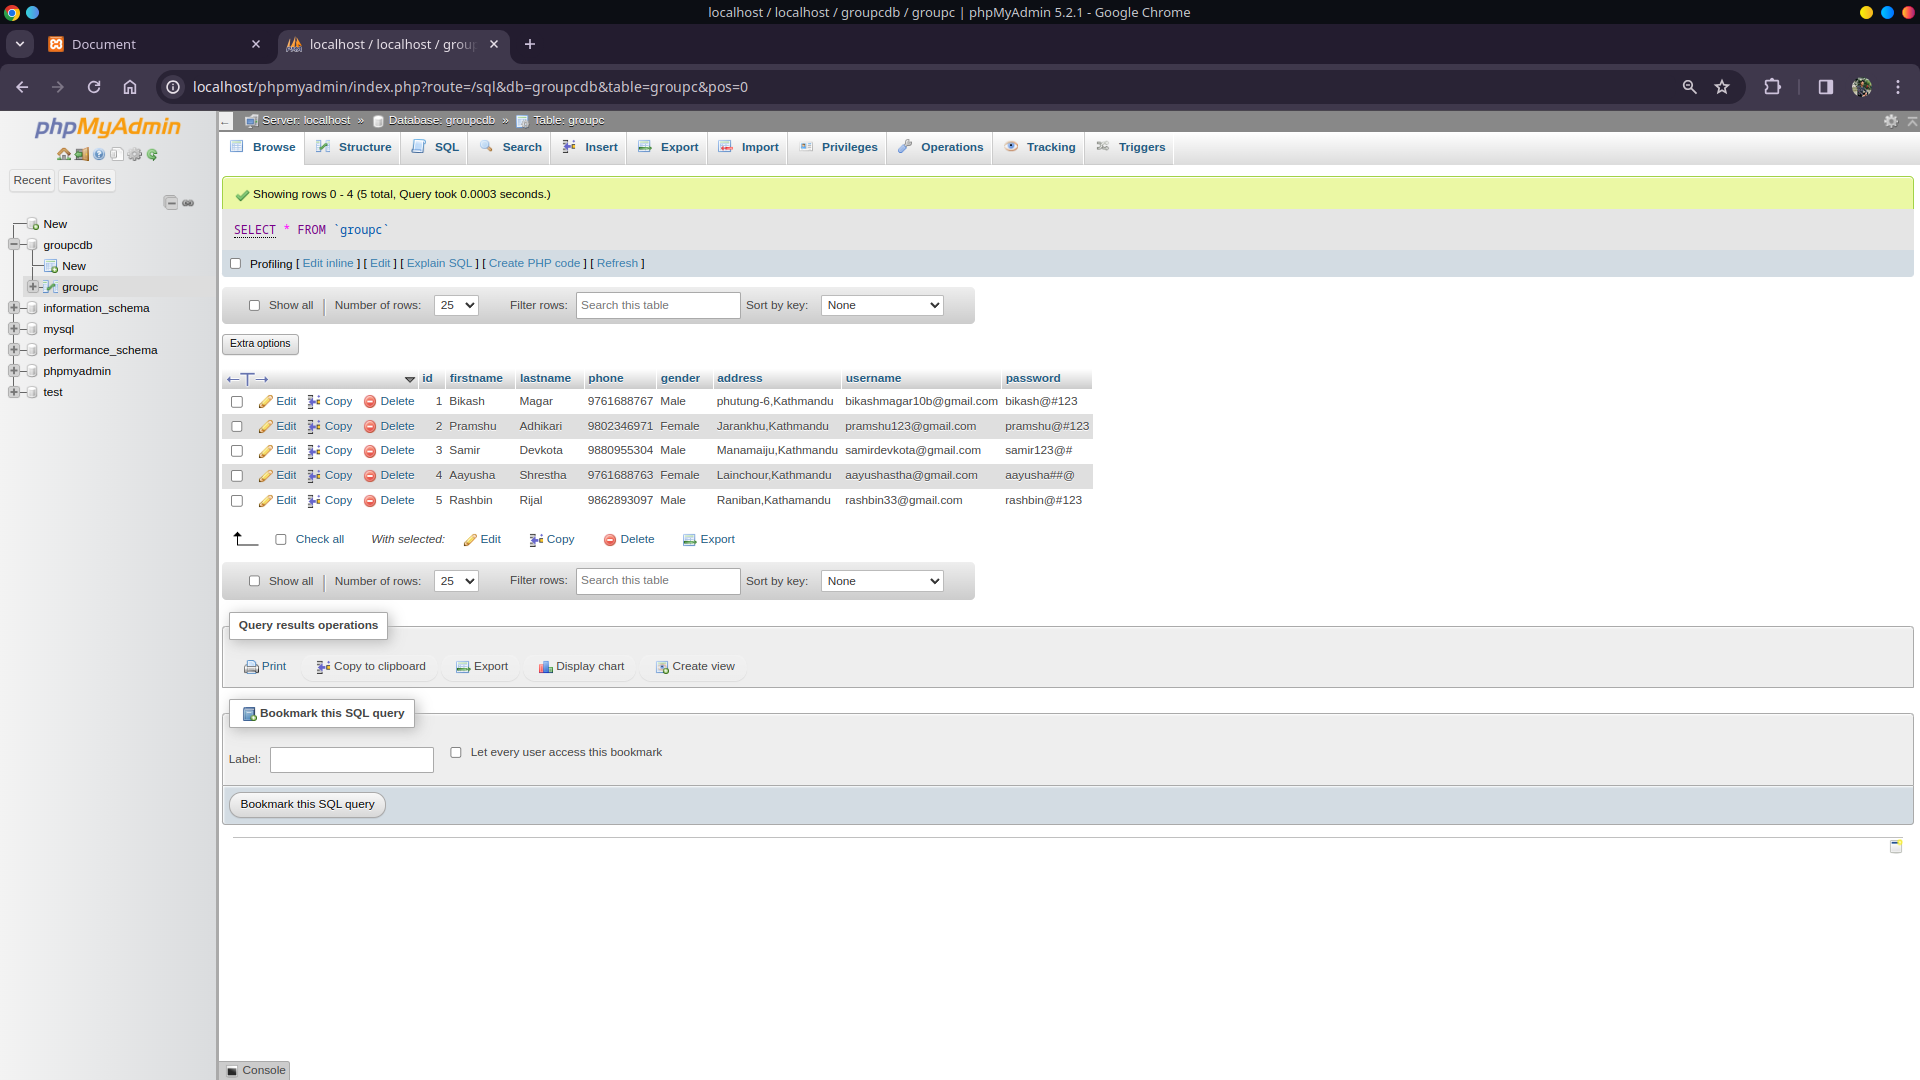 localhost / localhost / groupcdb / groupc | phpMyAdmin 5.2.1 - Google Chrome
Document
localhost / localhost / grou
localhost/phpmyadmin/index.php?route=/sql&db=groupcdb&table=groupc&pos=0
phpMyAdmin
Recent Favorites
New
groupcdb
New
groupc
information_schema
mysql
performance_schema
phpmyadmin
test
Server: localhost » Database: groupcdb » Table: groupc
Browse Structure SQL Search Insert Export Import Privileges Operations Tracking Triggers
Showing rows 0 - 4 (5 total, Query took 0.0003 seconds.)
SELECT * FROM `groupc`
Profiling [ Edit inline ] [ Edit ] [ Explain SQL ] [ Create PHP code ] [ Refresh ]
Show all | Number of rows: 25 Filter rows: Search this table Sort by key: None
Extra options
←T→ id firstname lastname phone gender address username password
Edit Copy Delete 1 Bikash Magar 9761688767 Male phutung-6,Kathmandu bikashmagar10b@gmail.com bikash@#123
Edit Copy Delete 2 Pramshu Adhikari 9802346971 Female Jarankhu,Kathmandu pramshu123@gmail.com pramshu@#123
Edit Copy Delete 3 Samir Devkota 9880955304 Male Manamaiju,Kathmandu samirdevkota@gmail.com samir123@#
Edit Copy Delete 4 Aayusha Shrestha 9761688763 Female Lainchour,Kathmandu aayushastha@gmail.com aayusha##@
Edit Copy Delete 5 Rashbin Rijal 9862893097 Male Raniban,Kathamandu rashbin33@gmail.com rashbin@#123
Check all With selected: Edit Copy Delete Export
Show all | Number of rows: 25 Filter rows: Search this table Sort by key: None
Query results operations
Print Copy to clipboard Export Display chart Create view
Bookmark this SQL query
Label: Let every user access this bookmark
Bookmark this SQL query
Console